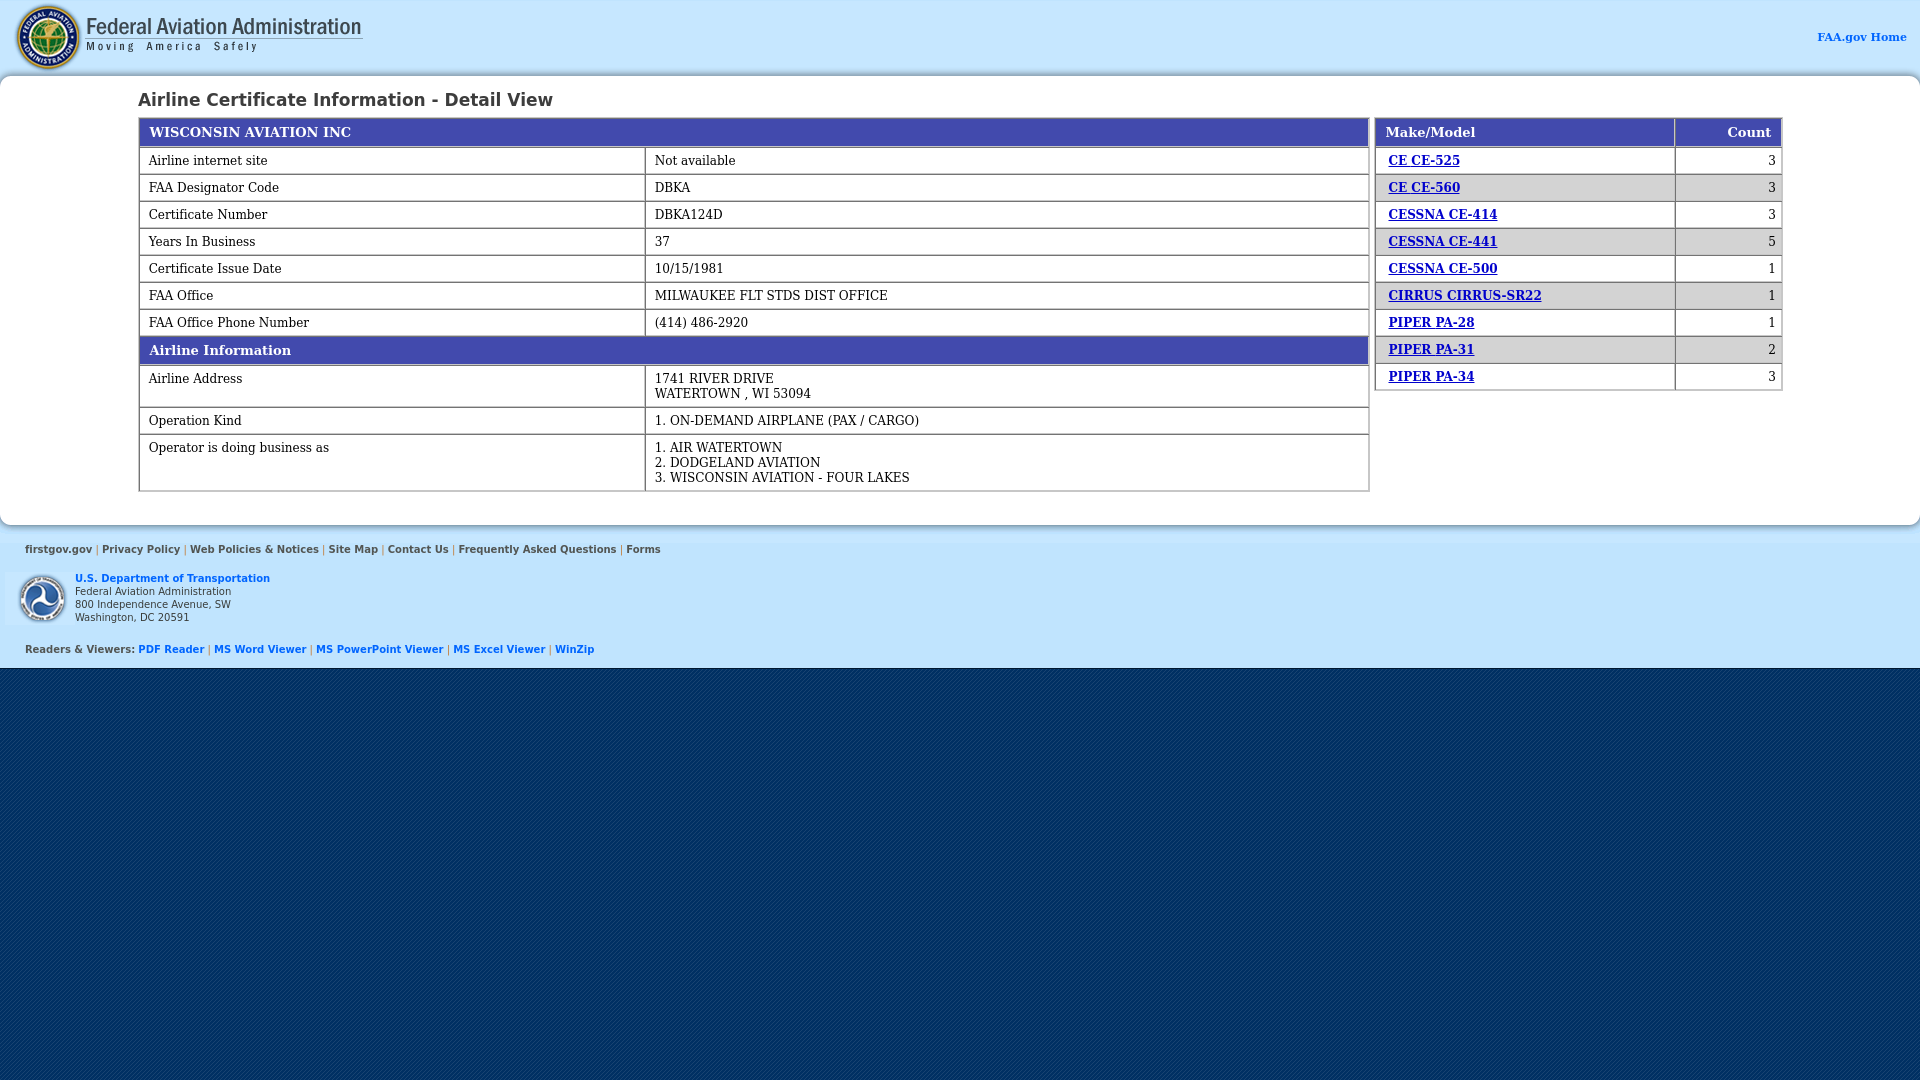 Federal Aviation Administration
Moving America Safely
FAA.gov Home
Airline Certificate Information - Detail View
WISCONSIN AVIATION INC
Airline internet site Not available
FAA Designator Code DBKA
Certificate Number DBKA124D
Years In Business 37
Certificate Issue Date 10/15/1981
FAA Office MILWAUKEE FLT STDS DIST OFFICE
FAA Office Phone Number (414) 486-2920
Airline Information
Airline Address 1741 RIVER DRIVE
WATERTOWN , WI 53094
Operation Kind 1. ON-DEMAND AIRPLANE (PAX / CARGO)
Operator is doing business as 1. AIR WATERTOWN
2. DODGELAND AVIATION
3. WISCONSIN AVIATION - FOUR LAKES
Make/Model Count
CE CE-525 3
CE CE-560 3
CESSNA CE-414 3
CESSNA CE-441 5
CESSNA CE-500 1
CIRRUS CIRRUS-SR22 1
PIPER PA-28 1
PIPER PA-31 2
PIPER PA-34 3
firstgov.gov | Privacy Policy | Web Policies & Notices | Site Map | Contact Us | Frequently Asked Questions | Forms
U.S. Department of Transportation
Federal Aviation Administration
800 Independence Avenue, SW
Washington, DC 20591
Readers & Viewers: PDF Reader | MS Word Viewer | MS PowerPoint Viewer | MS Excel Viewer | WinZip